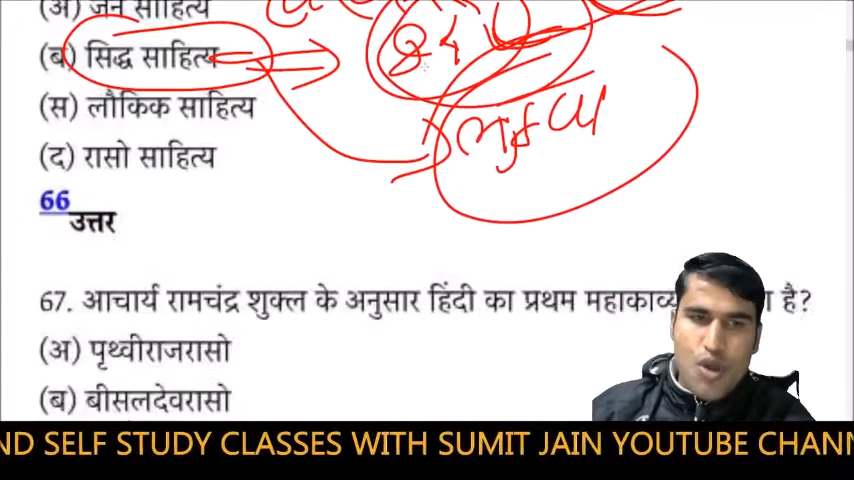 (अ) जैन साहित्य
(ब) सिद्ध साहित्य
(स) लौकिक साहित्य
(द) रासो साहित्य
66
उत्तर
67. आचार्य रामचंद्र शुक्ल के अनुसार हिंदी का प्रथम महाकाव्य है?
(अ) पृथ्वीराजरासो
(ब) बीसलदेवरासो
ND SELF STUDY CLASSES WITH SUMIT JAIN YOUTUBE CHANN